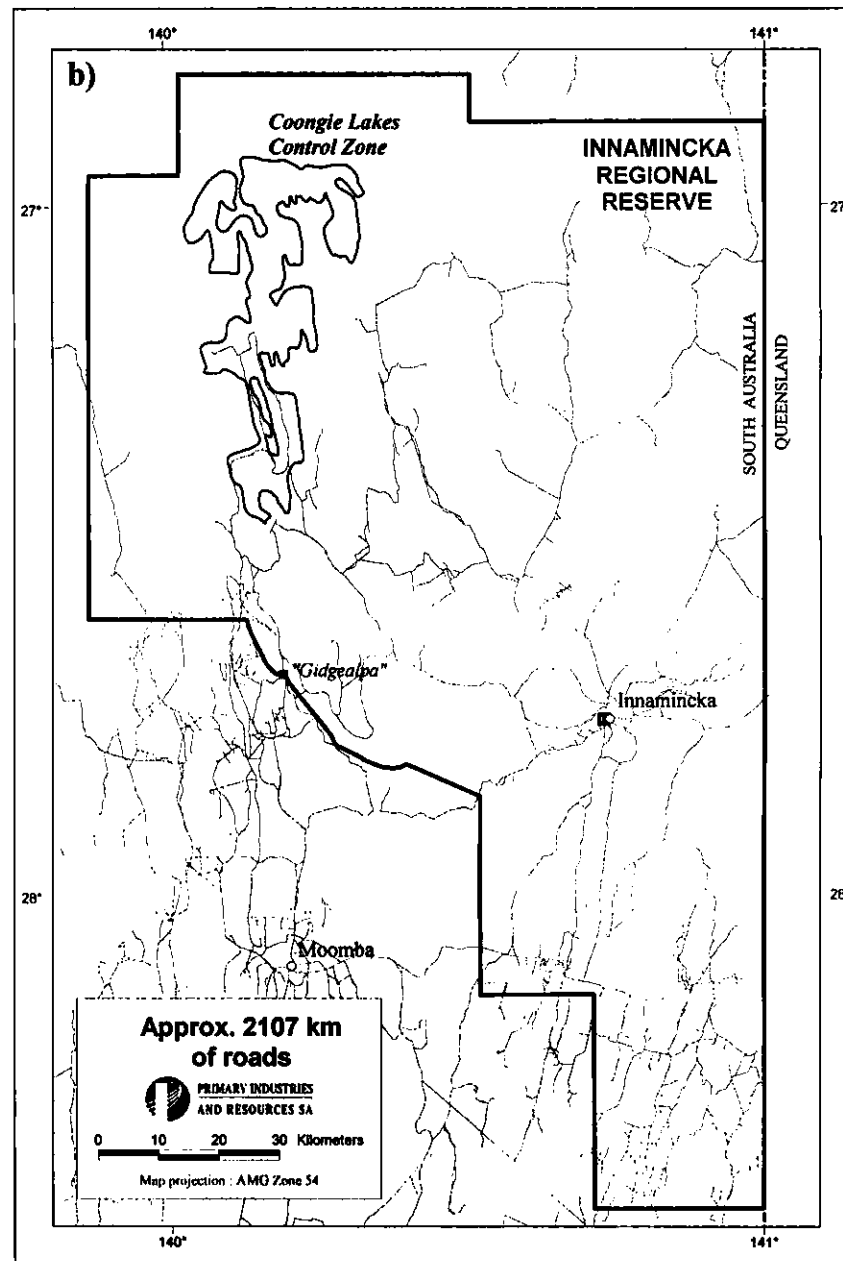 140°
141°
b)
Coongie Lakes
Control Zone
INNAMINCKA
REGIONAL
RESERVE
27°
27
SOUTH AUSTRALIA
QUEENSLAND
"Gidgealpa"
Innamincka
28°
28
Moomba
Approx. 2107 km
of roads
PRIMARY INDUSTRIES
AND RESOURCES SA
0 10 20 30 Kilometers
Map projection : AMG Zone 54
140°
141°